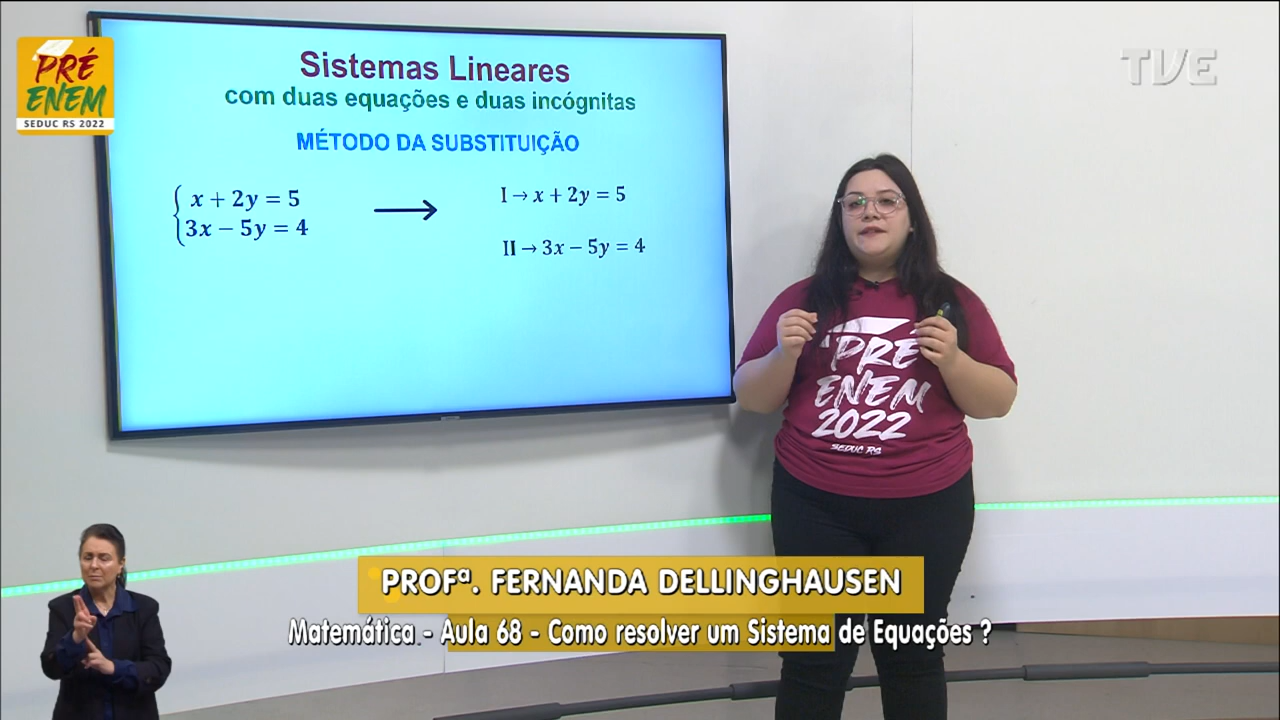 PRÉ
ENEM
SEDUC RS 2022
TVE
Sistemas Lineares
com duas equações e duas incógnitas
MÉTODO DA SUBSTITUIÇÃO
x + 2y = 5
3x − 5y = 4
I → x + 2y = 5
II → 3x − 5y = 4
PRÉ
ENEM
2022
SEDUC RS
PROFª. FERNANDA DELLINGHAUSEN
Matemática - Aula 68 - Como resolver um Sistema de Equações ?